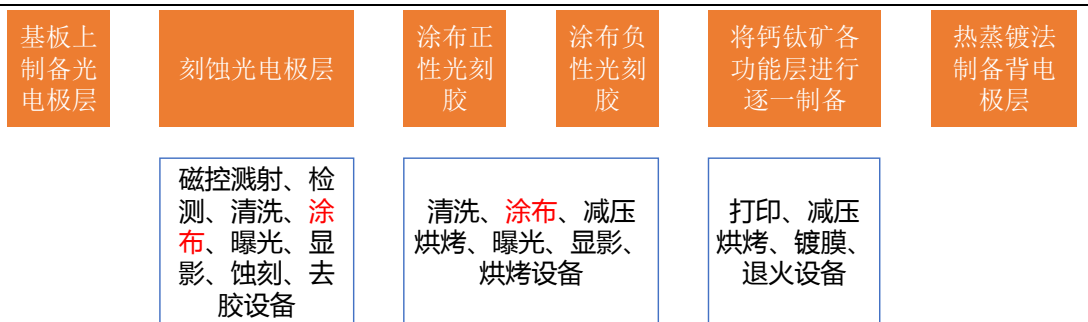 基板上
制备光
电极层
刻蚀光电极层
涂布正
性光刻
胶
涂布负
性光刻
胶
将钙钛矿各
功能层进行
逐一制备
热蒸镀法
制备背电
极层
磁控溅射、检
测、清洗、涂
布、曝光、显
影、蚀刻、去
胶设备
清洗、涂布、减压
烘烤、曝光、显影、
烘烤设备
打印、减压
烘烤、镀膜、
退火设备